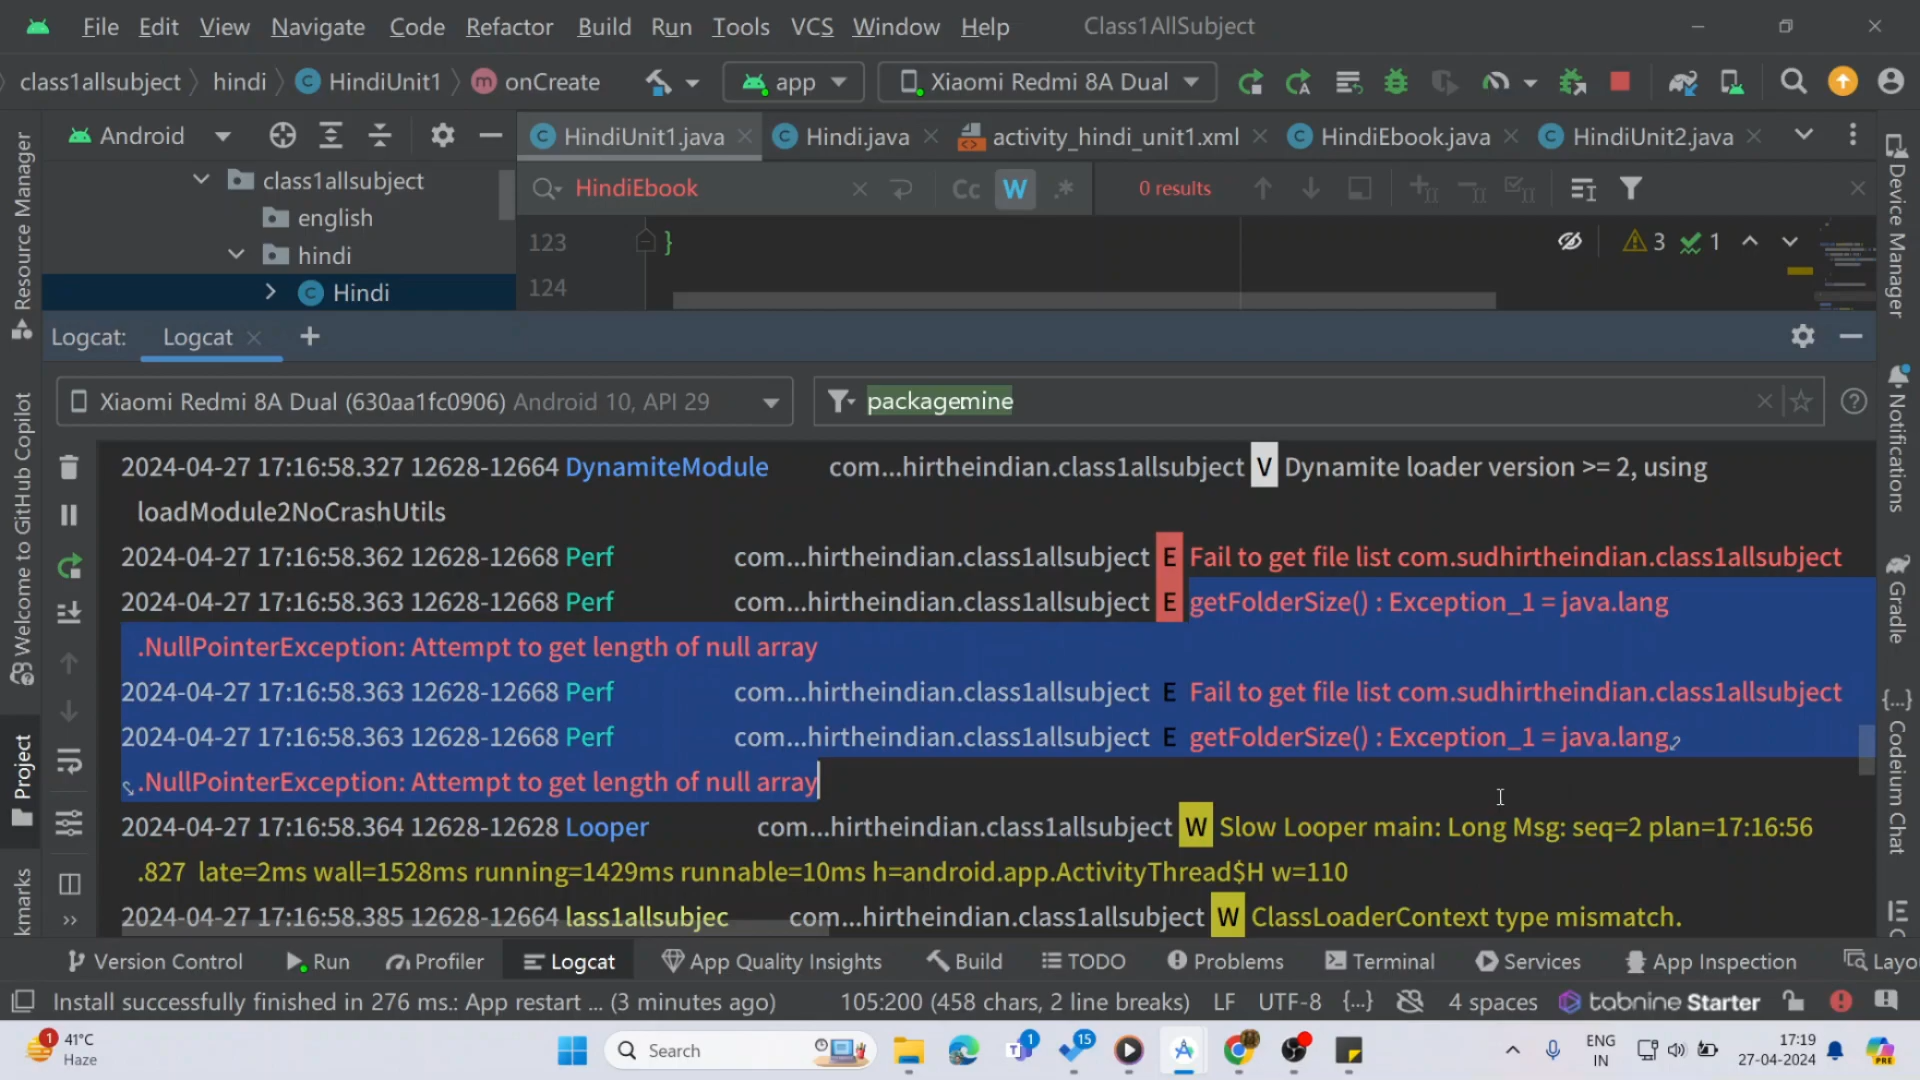 File Edit View Navigate Code Refactor Build Run Tools VCS Window Help Class1AllSubject
class1allsubject hindi HindiUnit1 onCreate app Xiaomi Redmi 8A Dual
Android HindiUnit1.java Hindi.java activity_hindi_unit1.xml HindiEbook.java HindiUnit2.java
class1allsubject
HindiEbook Cc W .* 0 results
english
123 } 3 1
hindi
124
Hindi
Logcat: Logcat
Xiaomi Redmi 8A Dual (630aa1fc0906) Android 10, API 29 package:mine
2024-04-27 17:16:58.327 12628-12664 DynamiteModule com...hirtheindian.class1allsubject V Dynamite loader version >= 2, using
loadModule2NoCrashUtils
2024-04-27 17:16:58.362 12628-12668 Perf com...hirtheindian.class1allsubject E Fail to get file list com.sudhirtheindian.class1allsubject
2024-04-27 17:16:58.363 12628-12668 Perf com...hirtheindian.class1allsubject E getFolderSize() : Exception_1 = java.lang
.NullPointerException: Attempt to get length of null array
2024-04-27 17:16:58.363 12628-12668 Perf com...hirtheindian.class1allsubject E Fail to get file list com.sudhirtheindian.class1allsubject
2024-04-27 17:16:58.363 12628-12668 Perf com...hirtheindian.class1allsubject E getFolderSize() : Exception_1 = java.lang
.NullPointerException: Attempt to get length of null array
2024-04-27 17:16:58.364 12628-12628 Looper com...hirtheindian.class1allsubject W Slow Looper main: Long Msg: seq=2 plan=17:16:56
.827 late=2ms wall=1528ms running=1429ms runnable=10ms h=android.app.ActivityThread$H w=110
2024-04-27 17:16:58.385 12628-12664 lass1allsubjec com...hirtheindian.class1allsubject W ClassLoaderContext type mismatch.
Resource Manager
Welcome to GitHub Copilot
Project
kmarks
Device Manager
Notifications
Gradle
{...} Codeium Chat
Version Control Run Profiler Logcat App Quality Insights Build TODO Problems Terminal Services App Inspection Layo
Install successfully finished in 276 ms.: App restart ... (3 minutes ago) 105:200 (458 chars, 2 line breaks) LF UTF-8 {...} 4 spaces tabnine Starter
1 41°C
Haze
Search
1
15
PRE
ENG
IN
17:19
27-04-2024